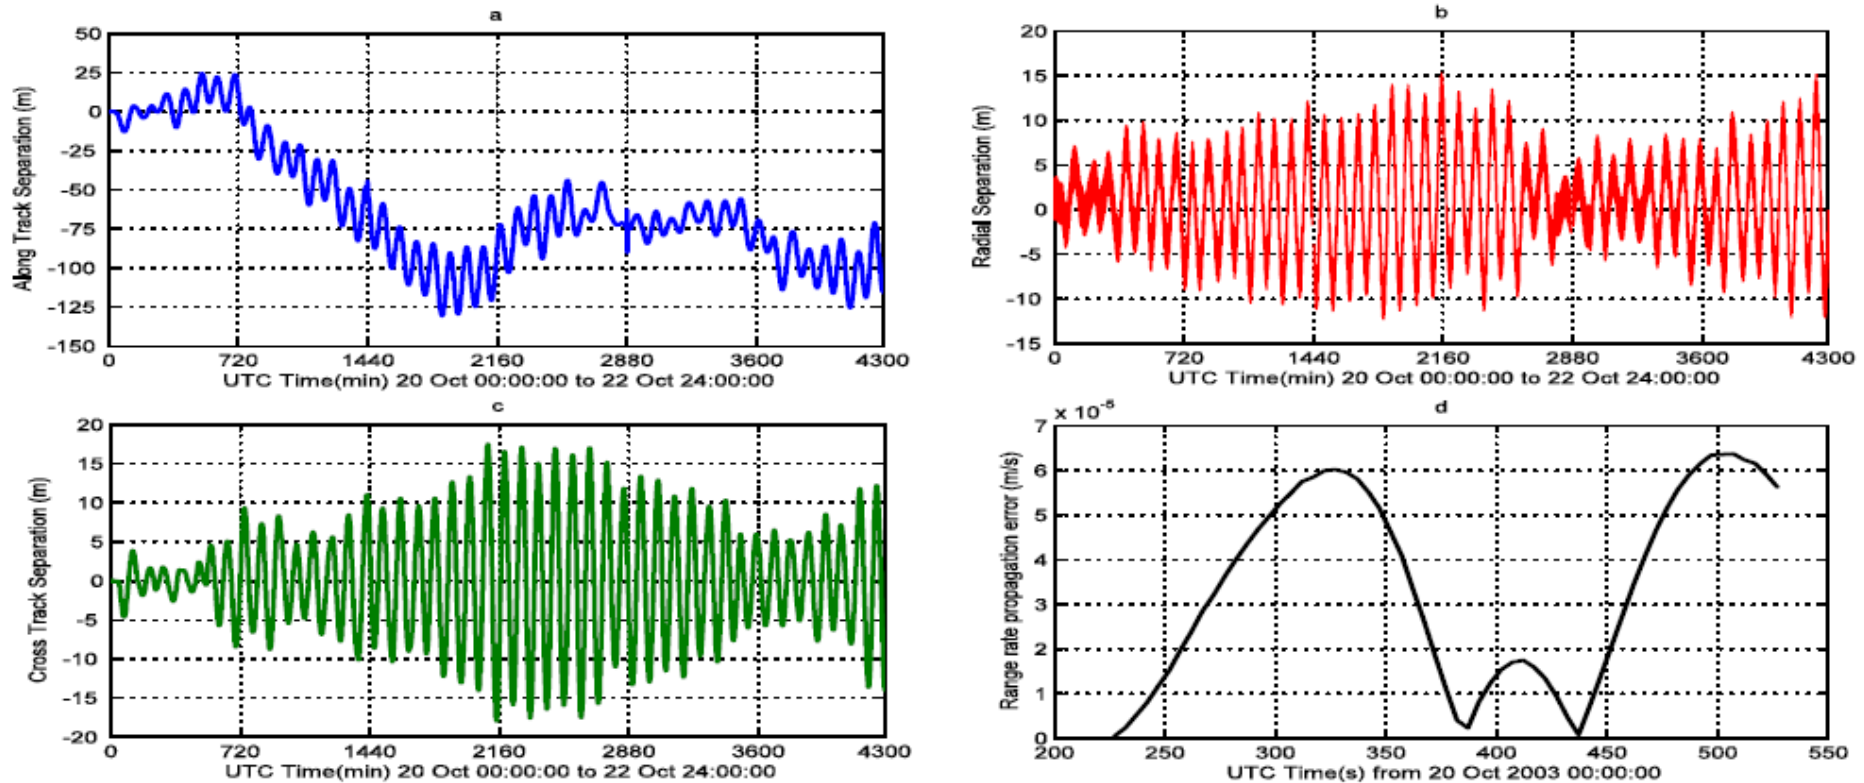 a
50
25
0
-25
-50
-75
-100
-125
-150
Along Track Separation (m)
0 720 1440 2160 2880 3600 4300
UTC Time(min) 20 Oct 00:00:00 to 22 Oct 24:00:00
b
20
15
10
5
0
-5
-10
-15
Radial Separation (m)
0 720 1440 2160 2880 3600 4300
UTC Time(min) 20 Oct 00:00:00 to 22 Oct 24:00:00
c
20
15
10
5
0
-5
-10
-15
-20
Cross Track Separation (m)
0 720 1440 2160 2880 3600 4300
UTC Time(min) 20 Oct 00:00:00 to 22 Oct 24:00:00
d
x 10⁻⁵
7
6
5
4
3
2
1
0
Range rate propagation error (m/s)
200 250 300 350 400 450 500 550
UTC Time(s) from 20 Oct 2003 00:00:00